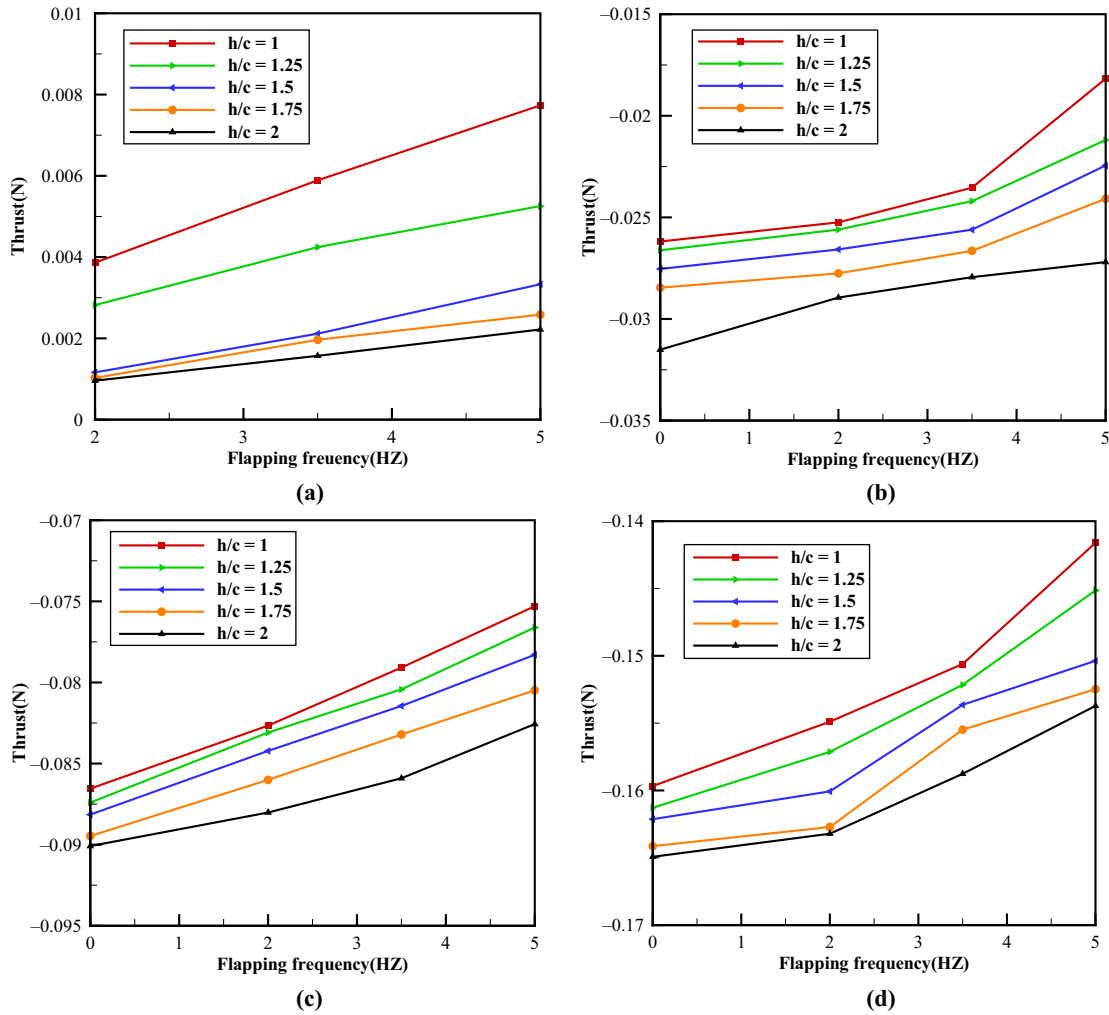 0.01
0.008
0.006
0.004
0.002
0
Thrust(N)
h/c = 1
h/c = 1.25
h/c = 1.5
h/c = 1.75
h/c = 2
2 3 4 5
Flapping freuency(HZ)
(a)
−0.015
−0.02
−0.025
−0.03
−0.035
Thrust(N)
h/c = 1
h/c = 1.25
h/c = 1.5
h/c = 1.75
h/c = 2
0 1 2 3 4 5
Flapping frequency(HZ)
(b)
−0.07
−0.075
−0.08
−0.085
−0.09
−0.095
Thrust(N)
h/c = 1
h/c = 1.25
h/c = 1.5
h/c = 1.75
h/c = 2
0 1 2 3 4 5
Flapping frequency(HZ)
(c)
−0.14
−0.15
−0.16
−0.17
Thrust(N)
h/c = 1
h/c = 1.25
h/c = 1.5
h/c = 1.75
h/c = 2
0 1 2 3 4 5
Flapping frequency(HZ)
(d)